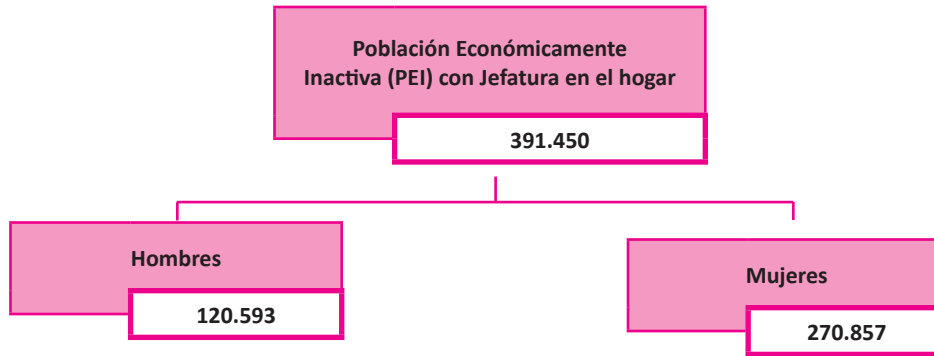 Población Económicamente
Inactiva (PEI) con Jefatura en el hogar
391.450
Hombres
120.593
Mujeres
270.857